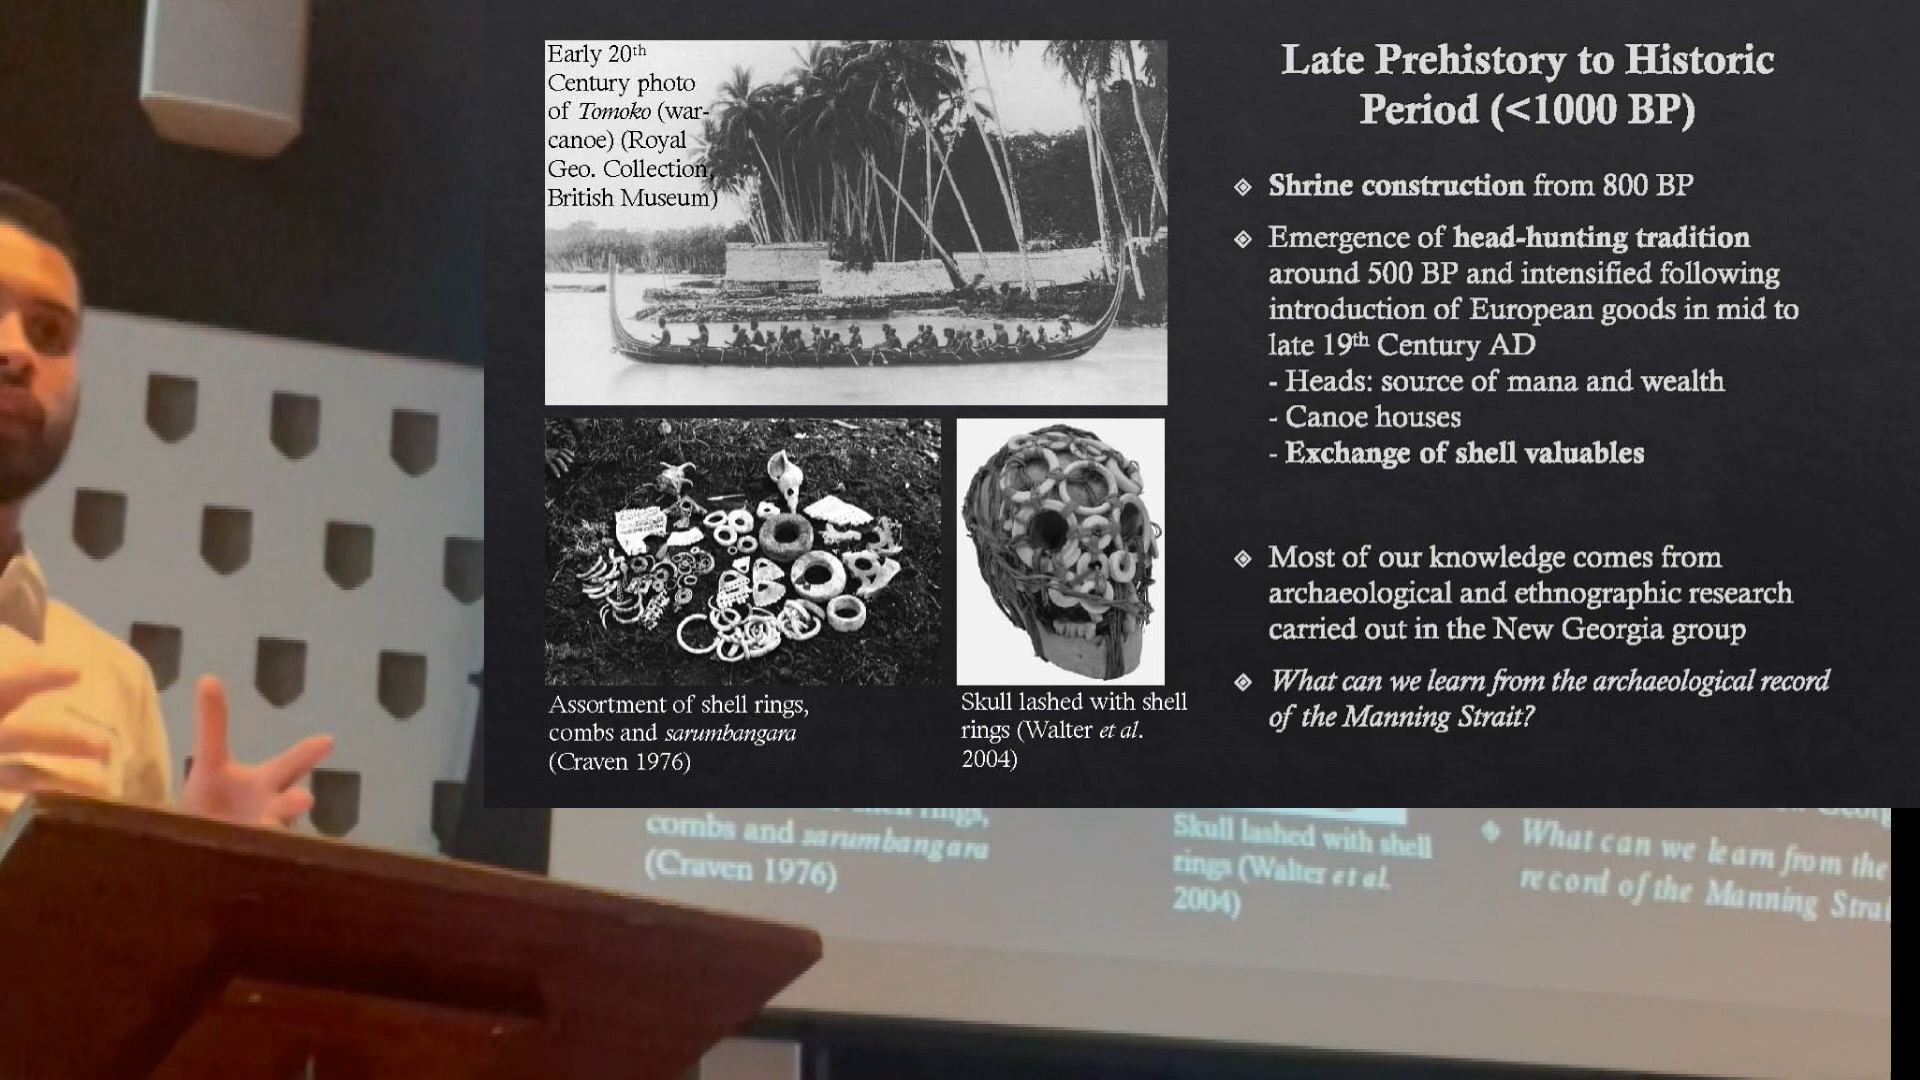 Early 20th
Century photo
of Tomoko (war-
canoe) (Royal
Geo. Collection,
British Museum)
Assortment of shell rings,
combs and sarumbangara
(Craven 1976)
Skull lashed with shell
rings (Walter et al.
2004)
Late Prehistory to Historic
Period (<1000 BP)
Shrine construction from 800 BP
Emergence of head-hunting tradition
around 500 BP and intensified following
introduction of European goods in mid to
late 19th Century AD
- Heads: source of mana and wealth
- Canoe houses
- Exchange of shell valuables
Most of our knowledge comes from
archaeological and ethnographic research
carried out in the New Georgia group
What can we learn from the archaeological record
of the Manning Strait?
shell rings,
combs and sarumbangara
(Craven 1976)
Skull lashed with shell
rings (Walter et al.
2004)
What can we learn from the
record of the Manning